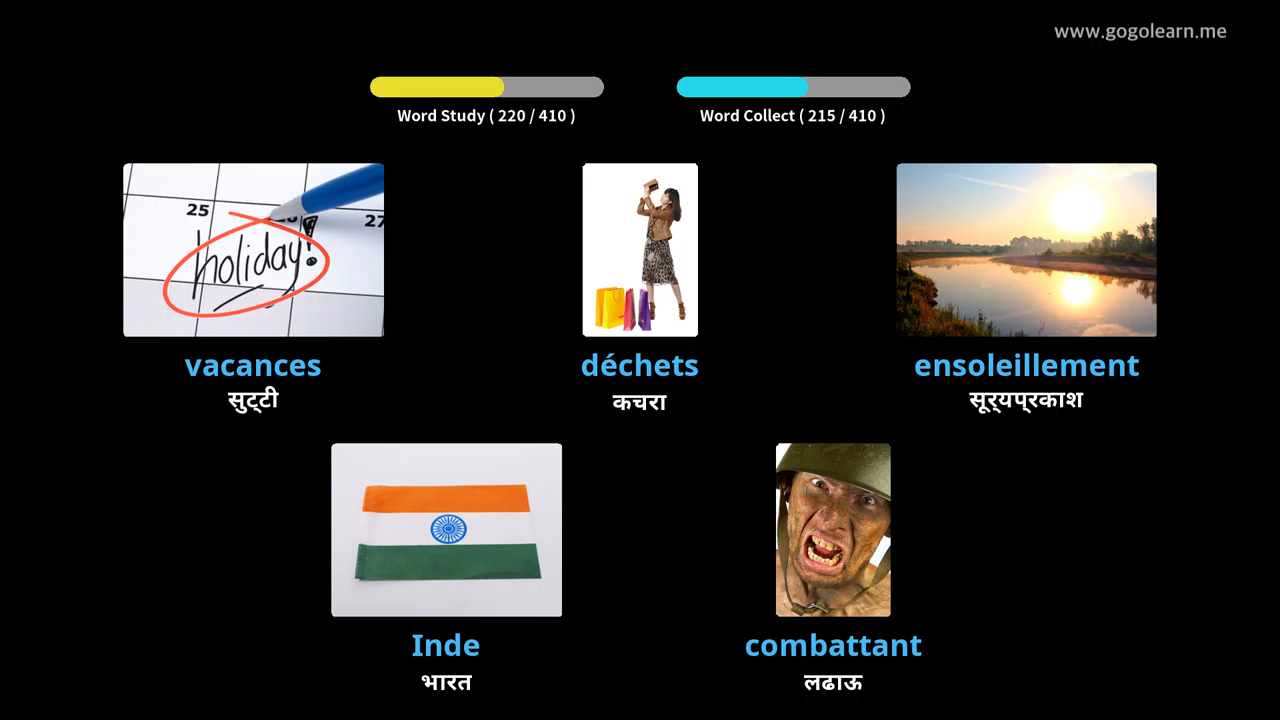 www.gogolearn.me
Word Study ( 220 / 410 )
Word Collect ( 215 / 410 )
25
27
holiday!
vacances
déchets
ensoleillement
सुट्टी
कचरा
सूर्यप्रकाश
Inde
combattant
भारत
लढाऊ